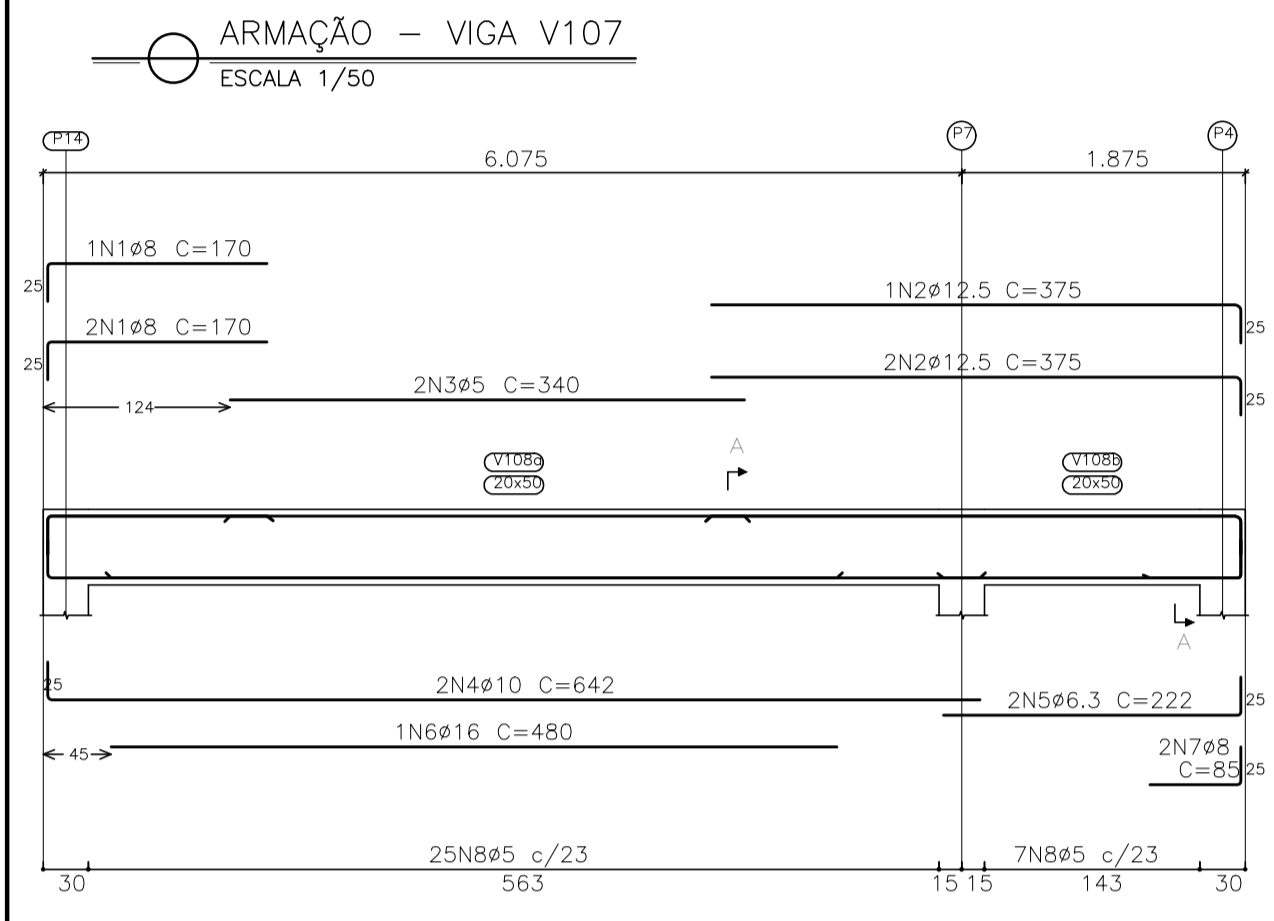 ARMAÇÃO – VIGA V107
ESCALA 1/50
P14
P7
P4
6.075
1.875
1N1ø8 C=170
25
1N2ø12.5 C=375
25
2N1ø8 C=170
25
2N2ø12.5 C=375
25
2N3ø5 C=340
124
A
V108a
20x50
V108b
20x50
A
25
2N4ø10 C=642
2N5ø6.3 C=222
25
1N6ø16 C=480
45
2N7ø8
C=85
25
25N8ø5 c/23
7N8ø5 c/23
30
563
15
15
143
30